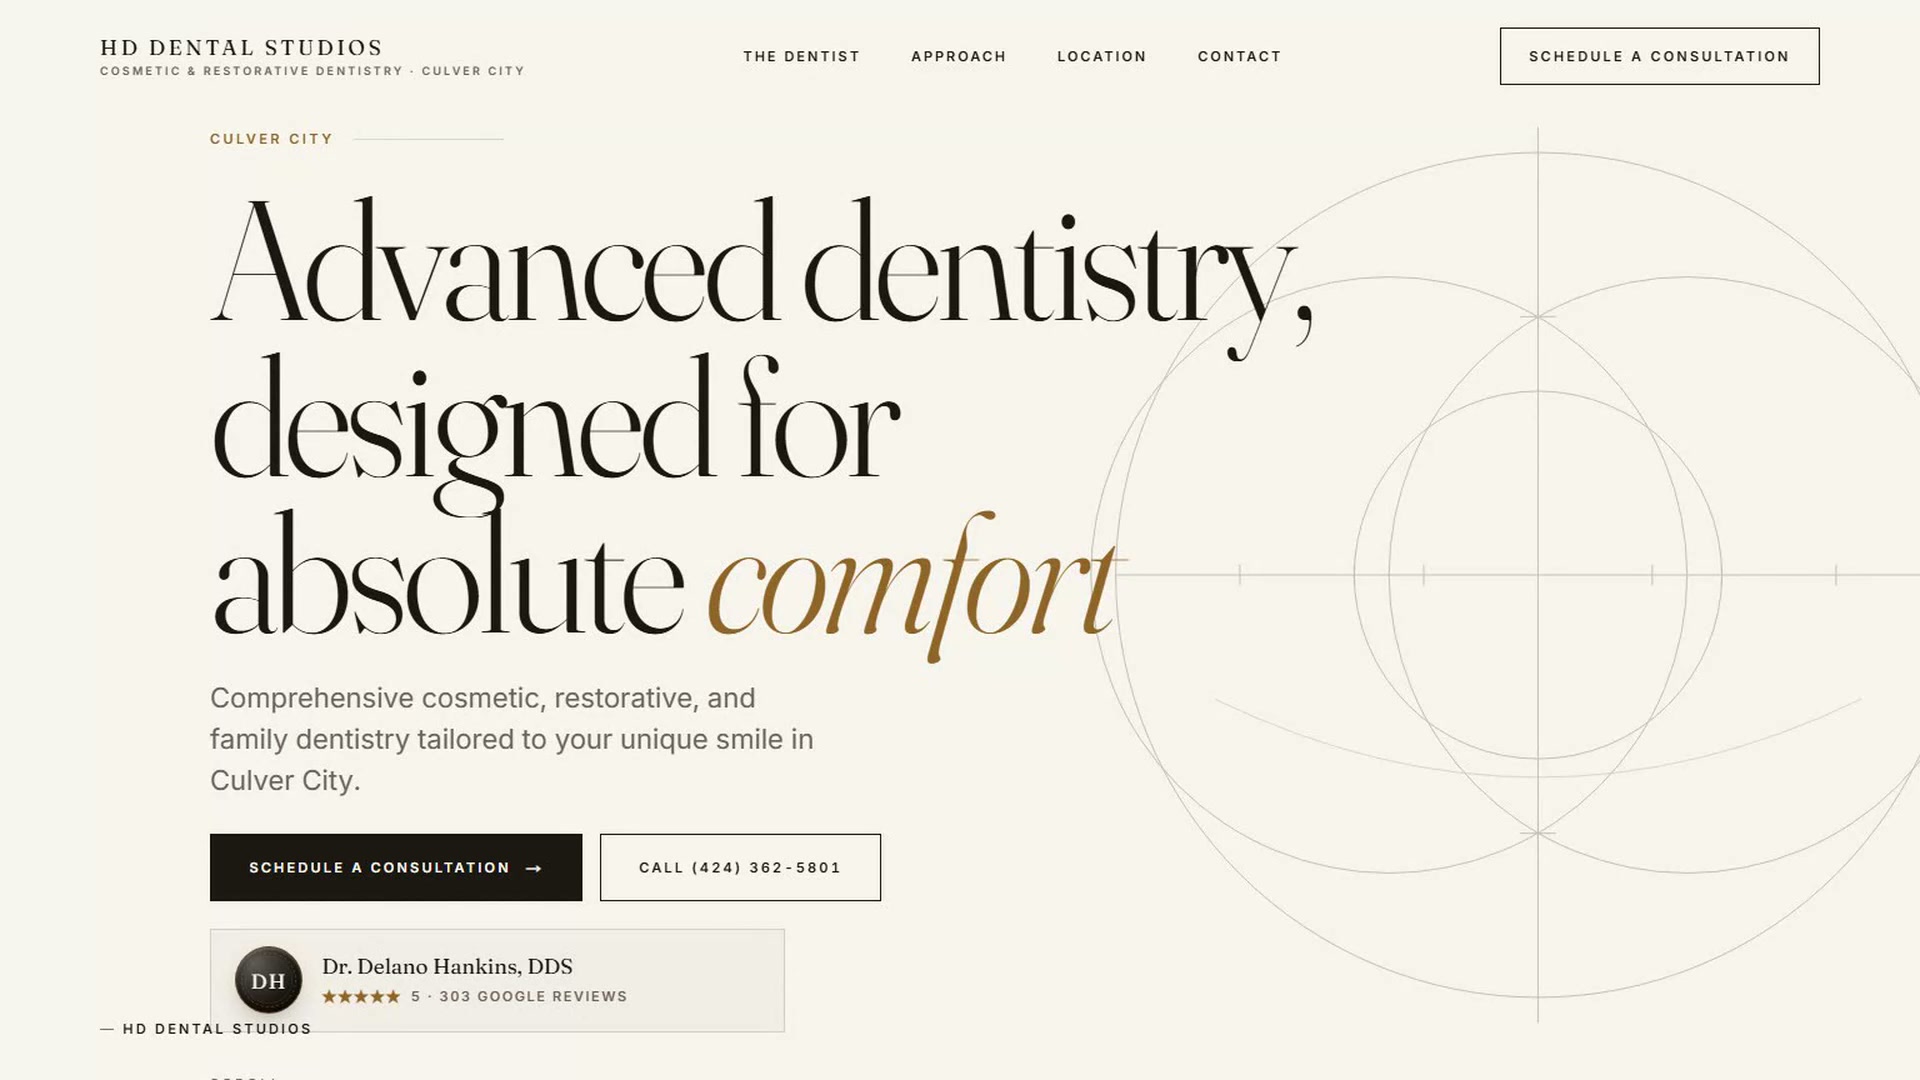 HD DENTAL STUDIOS
COSMETIC & RESTORATIVE DENTISTRY · CULVER CITY
THE DENTIST
APPROACH
LOCATION
CONTACT
SCHEDULE A CONSULTATION
CULVER CITY
Advanced dentistry,
designed for
absolute comfort
Comprehensive cosmetic, restorative, and
family dentistry tailored to your unique smile in
Culver City.
SCHEDULE A CONSULTATION →
CALL (424) 362-5801
DH
Dr. Delano Hankins, DDS
★★★★★ 5 · 303 GOOGLE REVIEWS
— HD DENTAL STUDIOS